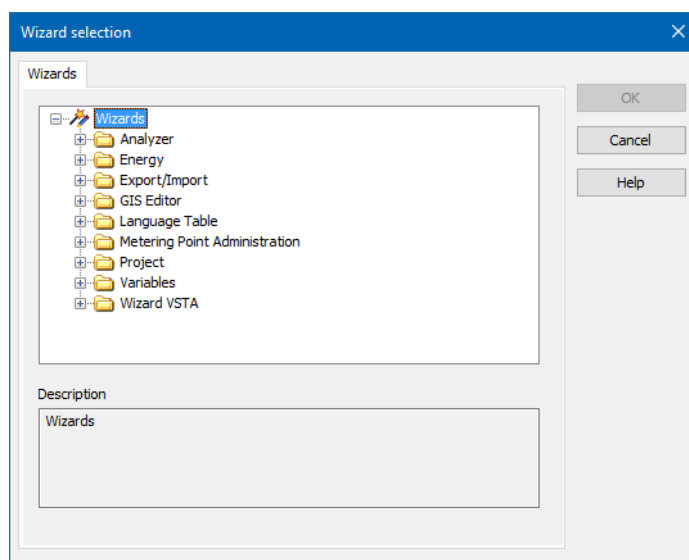 Wizard selection
Wizards
Wizards
Analyzer
Energy
Export/Import
GIS Editor
Language Table
Metering Point Administration
Project
Variables
Wizard VSTA
Description
Wizards
OK
Cancel
Help